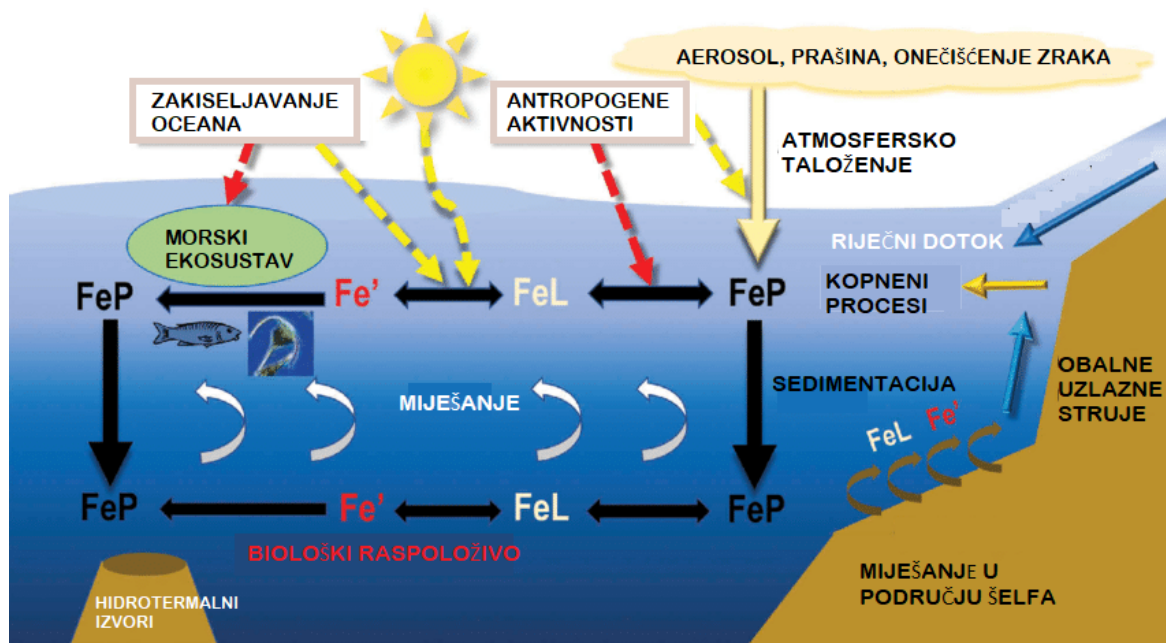 AEROSOL, PRAŠINA, ONEČIŠĆENJE ZRAKA
ZAKISELJAVANJE
OCEANA
ANTROPOGENE
AKTIVNOSTI
ATMOSFERSKO
TALOŽENJE
MORSKI
EKOSUSTAV
RIJEČNI DOTOK
KOPNENI
PROCESI
FeP
Fe’
FeL
FeP
OBALNE
UZLAZNE
STRUJE
SEDIMENTACIJA
MIJEŠANJE
FeL
Fe’
FeP
Fe’
FeL
FeP
BIOLOŠKI RASPOLOŽIVO
MIJEŠANJE U
PODRUČJU ŠELFA
HIDROTERMALNI
IZVORI